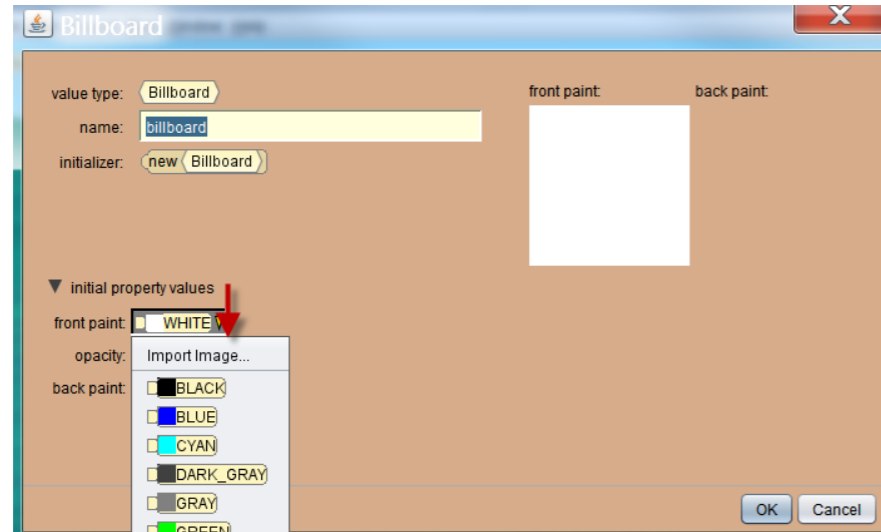 Billboard
value type: Billboard
front paint: back paint:
name: billboard
initializer: new Billboard
initial property values
front paint: WHITE
opacity: Import Image...
back paint: BLACK
BLUE
CYAN
DARK_GRAY
GRAY
GREEN
OK Cancel